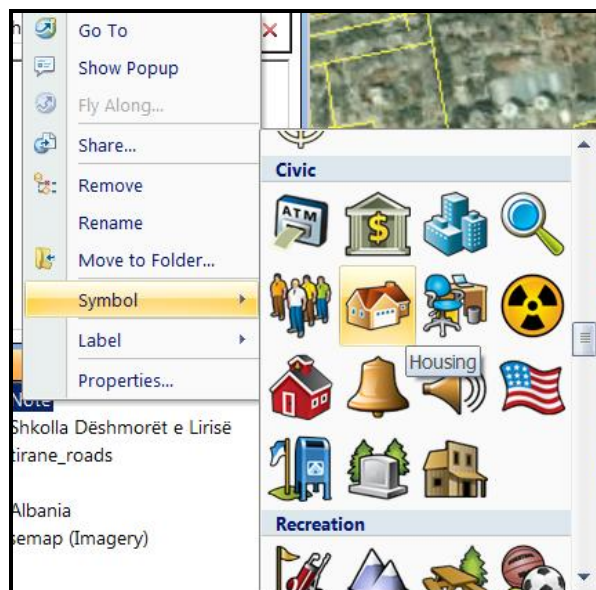 Go To
Show Popup
Fly Along...
Share...
Remove
Rename
Move to Folder...
Symbol
Label
Properties...
Civic
ATM
$
Housing
Recreation
Note
Shkolla Dëshmorët e Lirisë
tirane_roads
Albania
semap (Imagery)